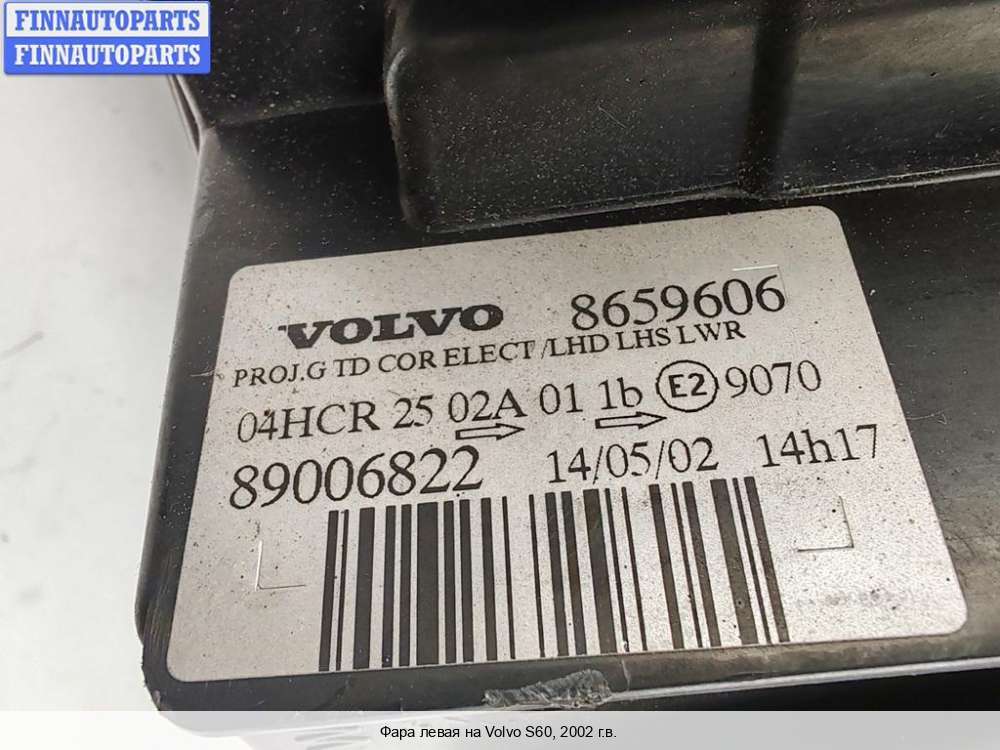 FINNAUTOPARTS
FINNAUTOPARTS
VOLVO 8659606
PROJ.G TD COR ELECT /LHD LHS LWR
04HCR 25 02A 01 1b E2 9070
89006822 14/05/02 14h17
Фара левая на Volvo S60, 2002 г.в.